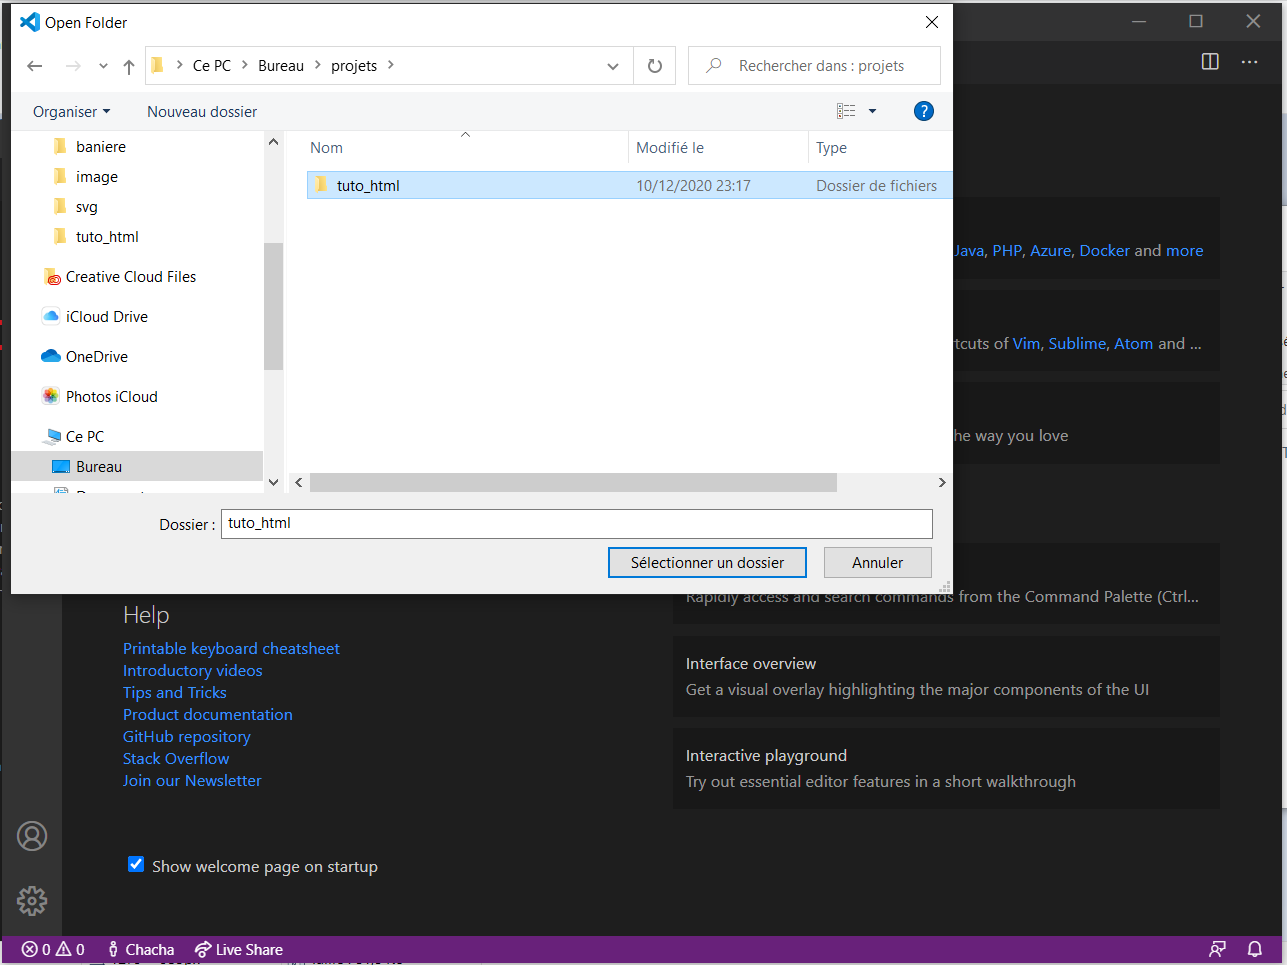 Open Folder
Ce PC Bureau projets
Rechercher dans : projets
Organiser
Nouveau dossier
?
baniere
image
svg
tuto_html
Creative Cloud Files
iCloud Drive
OneDrive
Photos iCloud
Ce PC
Bureau
Nom Modifié le Type
tuto_html 10/12/2020 23:17 Dossier de fichiers
Dossier : tuto_html
Sélectionner un dossier
Annuler
Java, PHP, Azure, Docker and more
tcuts of Vim, Sublime, Atom and ...
he way you love
Rapidly access and search commands from the Command Palette (Ctrl...
Interface overview
Get a visual overlay highlighting the major components of the UI
Interactive playground
Try out essential editor features in a short walkthrough
Help
Printable keyboard cheatsheet
Introductory videos
Tips and Tricks
Product documentation
GitHub repository
Stack Overflow
Join our Newsletter
Show welcome page on startup
0 0 Chacha Live Share